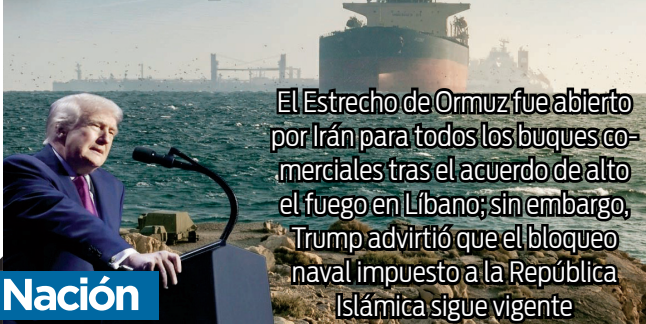 El Estrecho de Ormuz fue abierto
por Irán para todos los buques co-
merciales tras el acuerdo de alto
el fuego en Líbano; sin embargo,
Trump advirtió que el bloqueo
naval impuesto a la República
Islámica sigue vigente
Nación